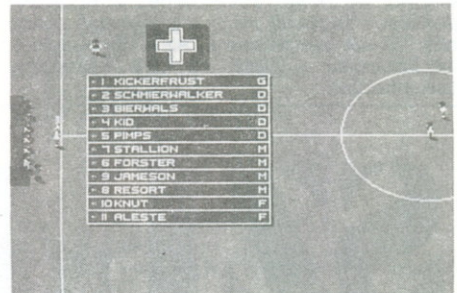 - 1 KICKERFRUST G
- 2 SCHMIERWALKER D
- 3 BIERHALS D
- 4 KID D
- 5 PIMPS D
- 7 STALLION M
- 6 FORSTER M
- 9 JAMESON M
- 8 RESORT M
- 10 KNUT F
- 11 ALESTE F